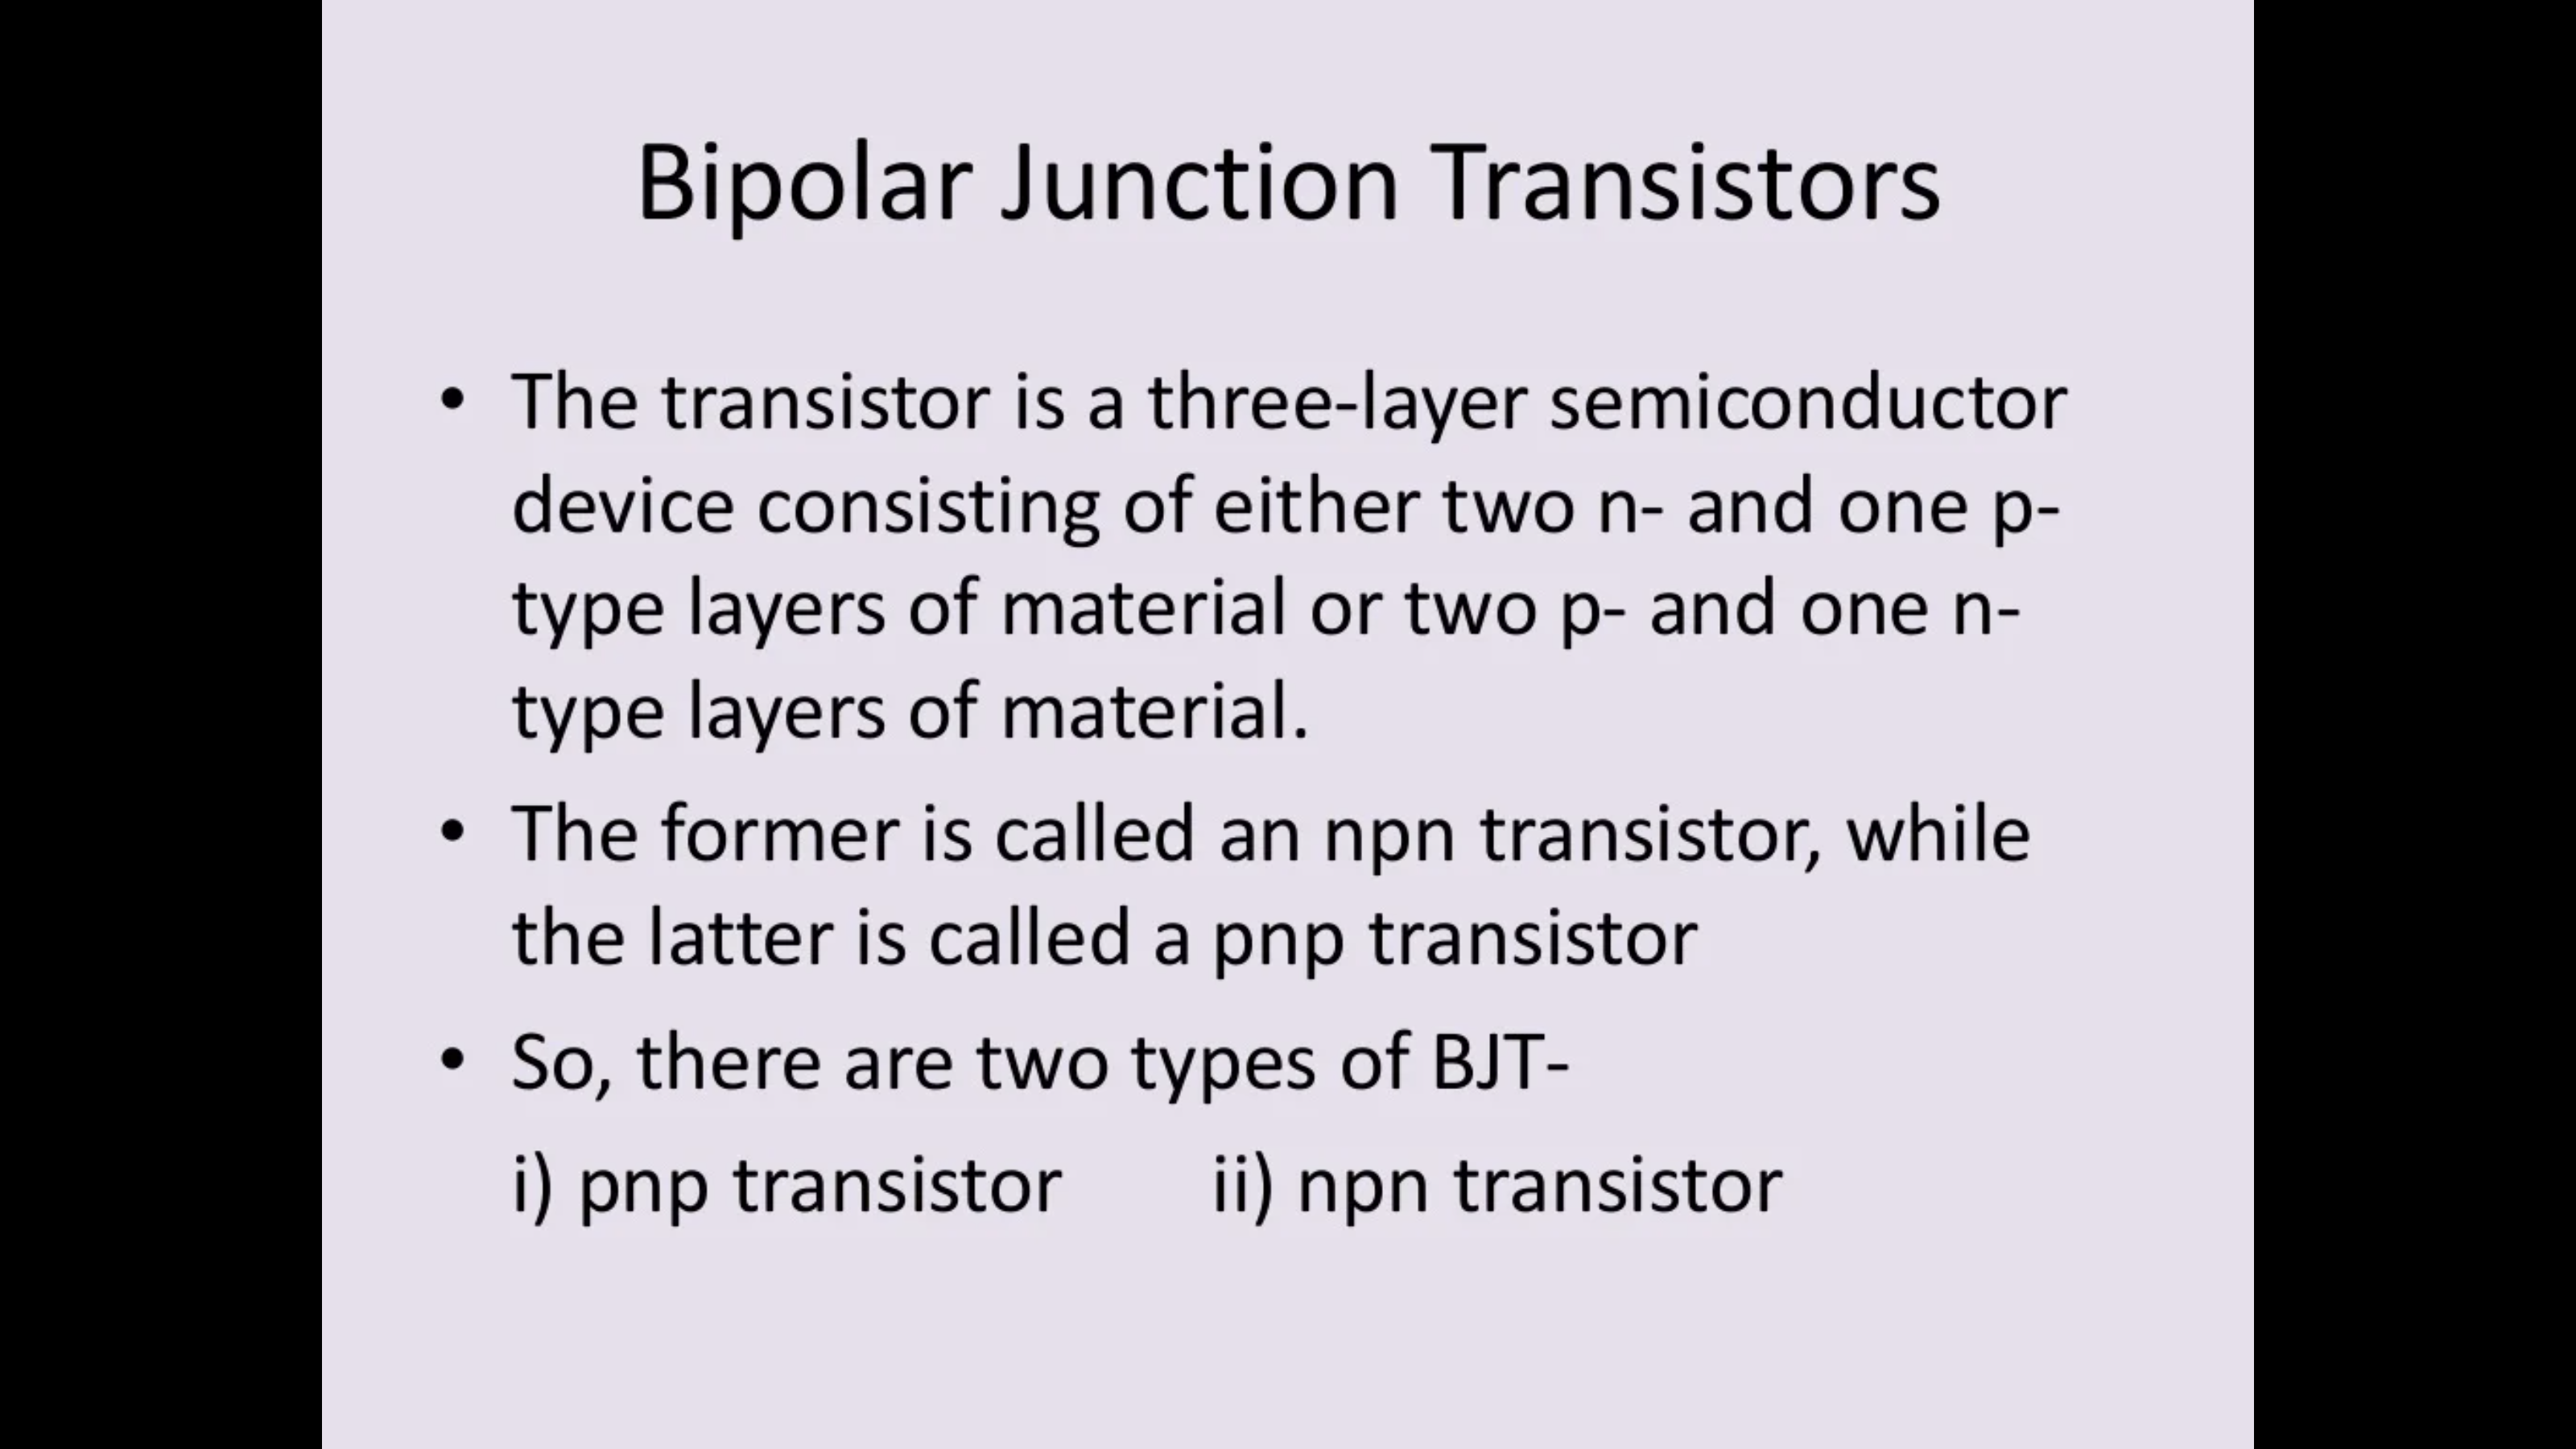 Bipolar Junction Transistors
• The transistor is a three-layer semiconductor
device consisting of either two n- and one p-
type layers of material or two p- and one n-
type layers of material.
• The former is called an npn transistor, while
the latter is called a pnp transistor
• So, there are two types of BJT-
i) pnp transistor ii) npn transistor